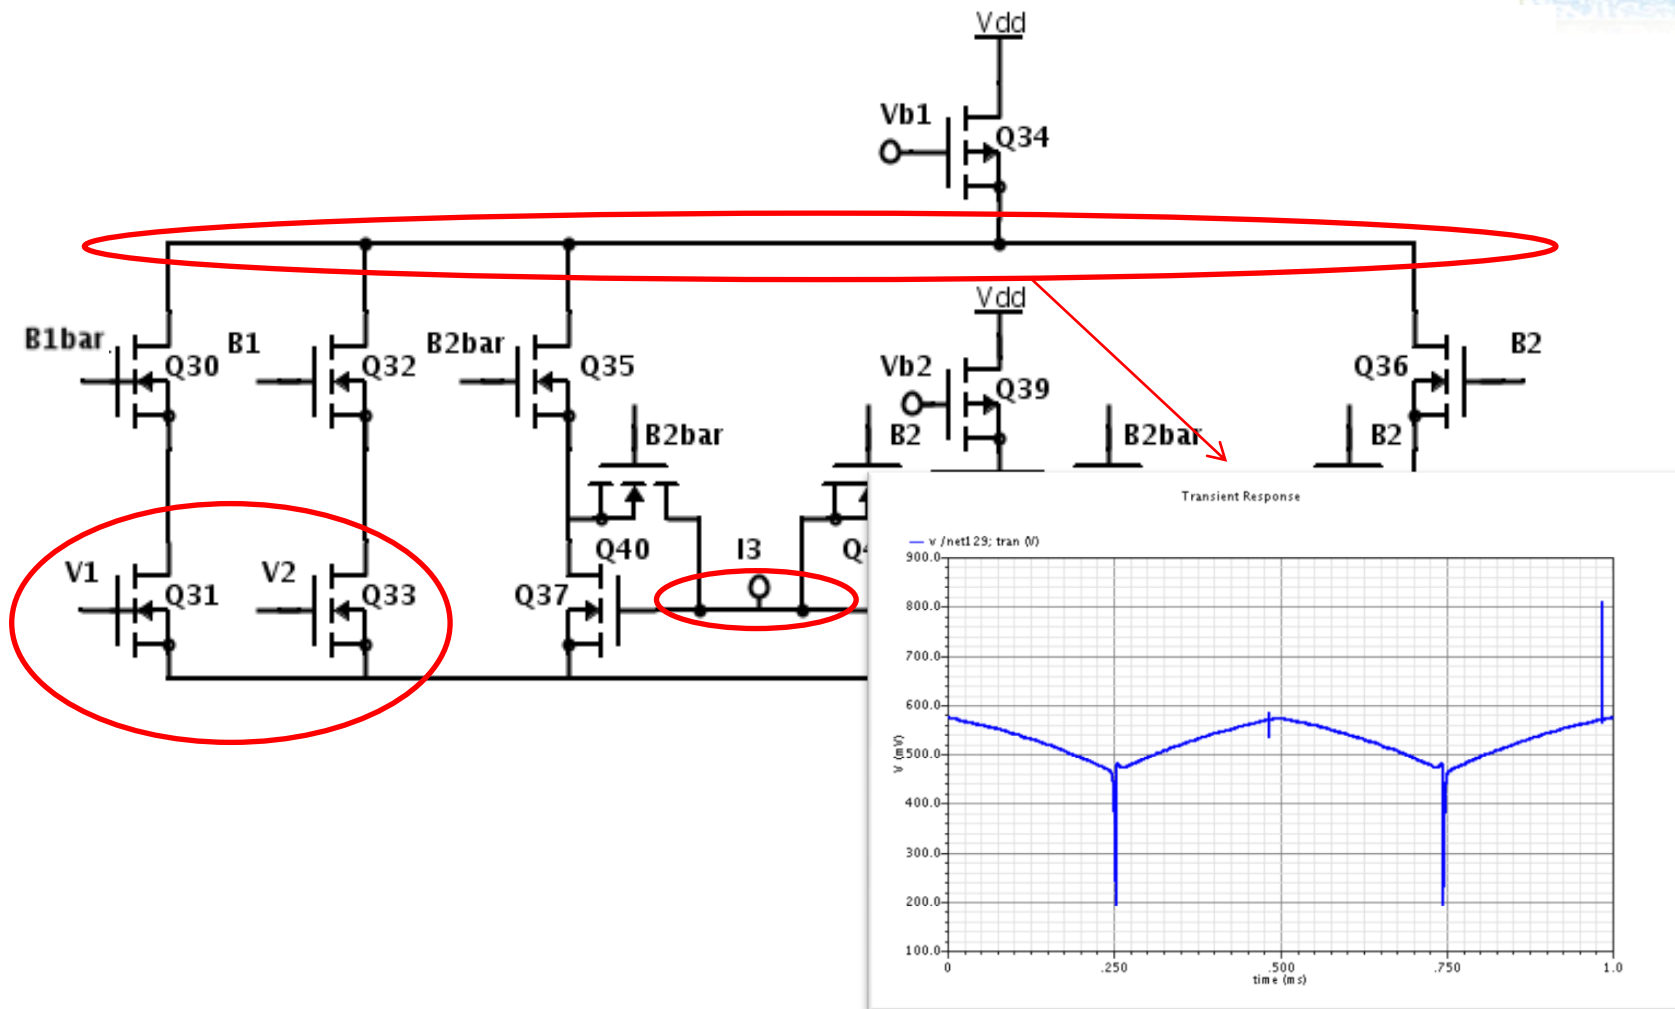 Vdd
Vb1
Q34
Vdd
B1bar
Q30
B1
Q32
B2bar
Q35
Vb2
Q39
Q36
B2
B2bar
B2
B2bar
B2
V1
Q31
V2
Q33
Q37
Q40
I3
Transient Response
v /net129; tran (V)
900.0
800.0
700.0
600.0
500.0
400.0
300.0
200.0
100.0
V (mV)
0
.250
.500
.750
1.0
time (ms)